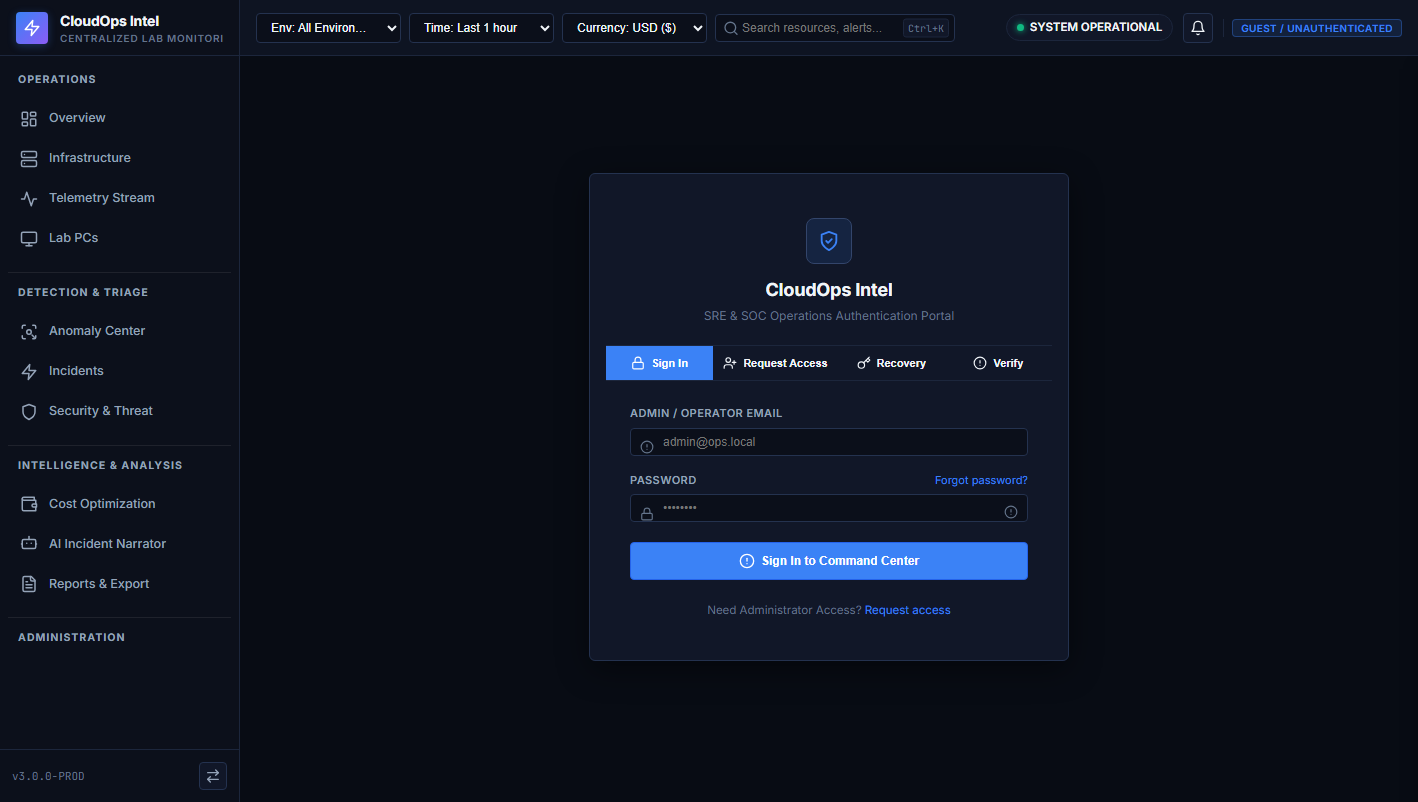 CloudOps Intel
CENTRALIZED LAB MONITORI
Env: All Environ...
Time: Last 1 hour
Currency: USD ($)
Search resources, alerts...
Ctrl+K
SYSTEM OPERATIONAL
GUEST / UNAUTHENTICATED
OPERATIONS
Overview
Infrastructure
Telemetry Stream
Lab PCs
DETECTION & TRIAGE
Anomaly Center
Incidents
Security & Threat
INTELLIGENCE & ANALYSIS
Cost Optimization
AI Incident Narrator
Reports & Export
ADMINISTRATION
v3.0.0-PROD
CloudOps Intel
SRE & SOC Operations Authentication Portal
Sign In
Request Access
Recovery
Verify
ADMIN / OPERATOR EMAIL
admin@ops.local
PASSWORD
Forgot password?
••••••••
Sign In to Command Center
Need Administrator Access? Request access